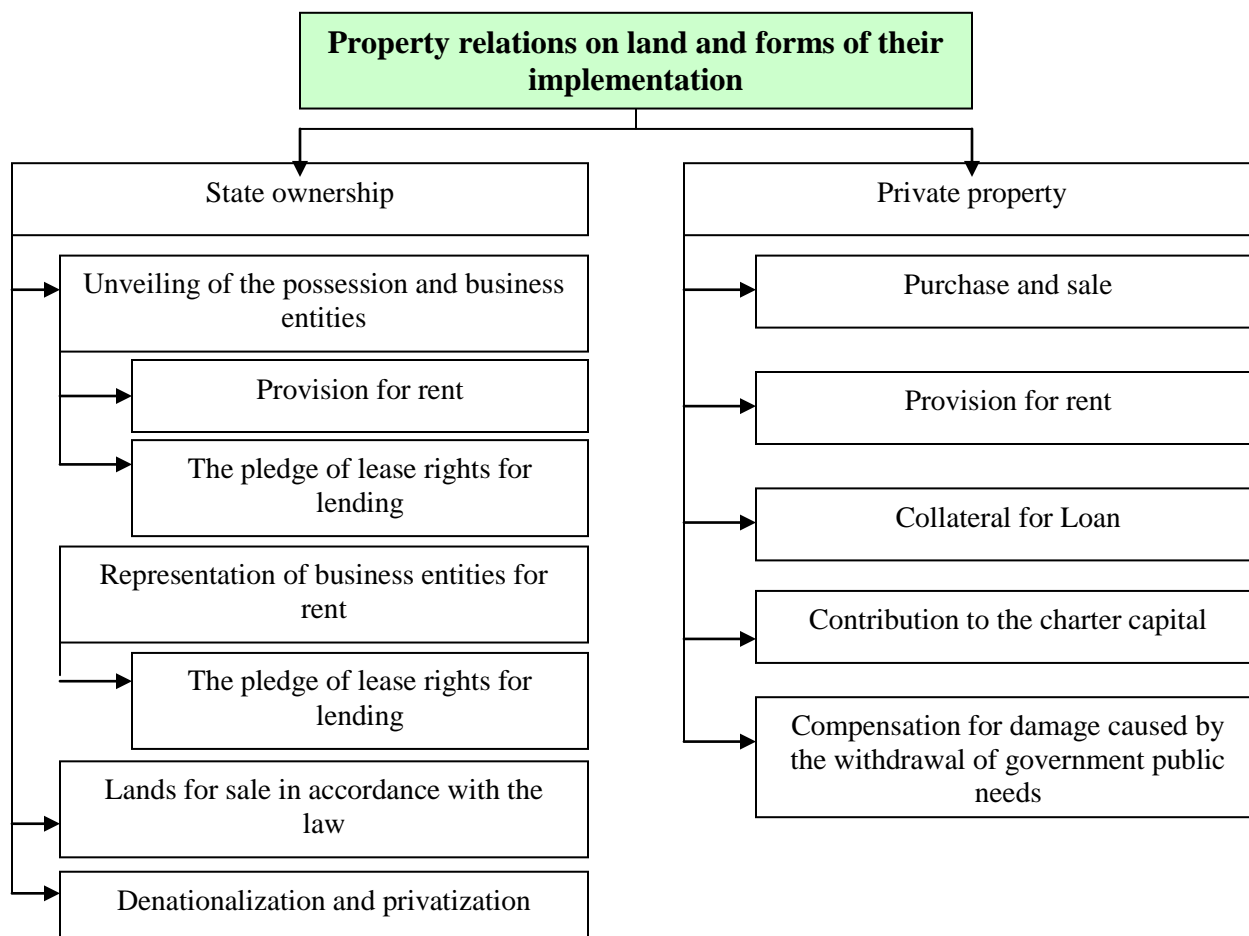 Property relations on land and forms of their
implementation
State ownership
Unveiling of the possession and business
entities
Provision for rent
The pledge of lease rights for
lending
Representation of business entities for
rent
The pledge of lease rights for
lending
Lands for sale in accordance with the
law
Denationalization and privatization
Private property
Purchase and sale
Provision for rent
Collateral for Loan
Contribution to the charter capital
Compensation for damage caused by
the withdrawal of government public
needs